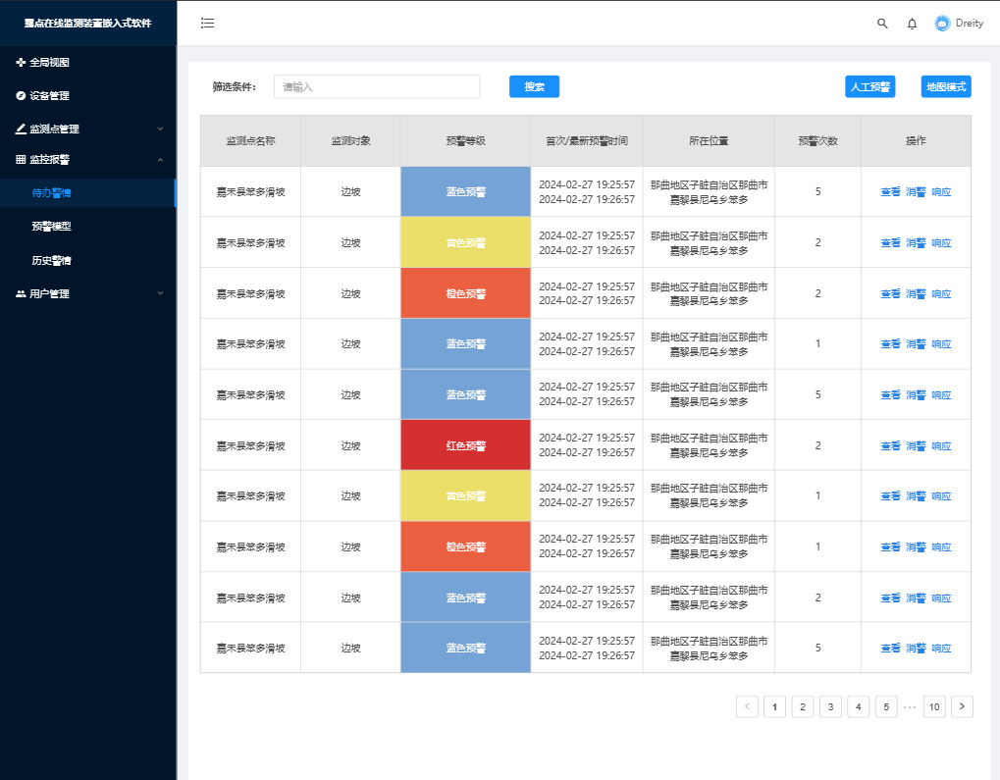 露点在线监测装置嵌入式软件
Dreity
全局视图
设备管理
监测点管理
监控报警
待办警情
预警模型
历史警情
用户管理
筛选条件： 请输入 搜索 人工预警 地图模式
监测点名称 监测对象 预警等级 首次/最新预警时间 所在位置 预警次数 操作
嘉禾县笨多滑坡 边坡 蓝色预警 2024-02-27 19:25:57 那曲地区子脏自治区那曲市 5 查看 消警 响应
2024-02-27 19:26:57 嘉黎县尼乌乡笨多
嘉禾县笨多滑坡 边坡 黄色预警 2024-02-27 19:25:57 那曲地区子脏自治区那曲市 2 查看 消警 响应
2024-02-27 19:26:57 嘉黎县尼乌乡笨多
嘉禾县笨多滑坡 边坡 橙色预警 2024-02-27 19:25:57 那曲地区子脏自治区那曲市 2 查看 消警 响应
2024-02-27 19:26:57 嘉黎县尼乌乡笨多
嘉禾县笨多滑坡 边坡 蓝色预警 2024-02-27 19:25:57 那曲地区子脏自治区那曲市 1 查看 消警 响应
2024-02-27 19:26:57 嘉黎县尼乌乡笨多
嘉禾县笨多滑坡 边坡 蓝色预警 2024-02-27 19:25:57 那曲地区子脏自治区那曲市 5 查看 消警 响应
2024-02-27 19:26:57 嘉黎县尼乌乡笨多
嘉禾县笨多滑坡 边坡 红色预警 2024-02-27 19:25:57 那曲地区子脏自治区那曲市 2 查看 消警 响应
2024-02-27 19:26:57 嘉黎县尼乌乡笨多
嘉禾县笨多滑坡 边坡 黄色预警 2024-02-27 19:25:57 那曲地区子脏自治区那曲市 1 查看 消警 响应
2024-02-27 19:26:57 嘉黎县尼乌乡笨多
嘉禾县笨多滑坡 边坡 橙色预警 2024-02-27 19:25:57 那曲地区子脏自治区那曲市 1 查看 消警 响应
2024-02-27 19:26:57 嘉黎县尼乌乡笨多
嘉禾县笨多滑坡 边坡 蓝色预警 2024-02-27 19:25:57 那曲地区子脏自治区那曲市 2 查看 消警 响应
2024-02-27 19:26:57 嘉黎县尼乌乡笨多
嘉禾县笨多滑坡 边坡 蓝色预警 2024-02-27 19:25:57 那曲地区子脏自治区那曲市 5 查看 消警 响应
2024-02-27 19:26:57 嘉黎县尼乌乡笨多
< 1 2 3 4 5 ··· 10 >